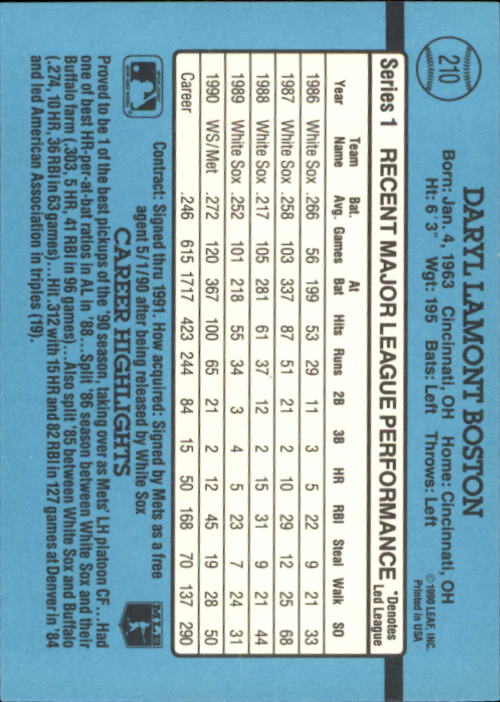 210
DARYL LAMONT BOSTON
Born: Jan. 4, 1963 Cincinnati, OH Home: Cincinnati, OH
Ht: 6' 3" Wgt: 195 Bats: Left Throws: Left
©1990 LEAF, INC.
Printed in USA
Series 1 RECENT MAJOR LEAGUE PERFORMANCE *Denotes Led League
Year Team Name Bat. Avg. Games At Bat Hits Runs 2B 3B HR RBI Steal Walk SO
1986 White Sox .266 56 199 53 29 11 3 5 22 9 21 33
1987 White Sox .258 103 337 87 51 21 2 10 29 12 25 68
1988 White Sox .217 105 281 61 37 12 2 15 31 9 21 44
1989 White Sox .252 101 218 55 34 3 4 5 23 7 24 31
1990 WS/Met .272 120 367 100 65 21 2 12 45 19 28 50
Career .246 615 1717 423 244 84 15 50 168 70 137 290
Contract: Signed thru 1991. How acquired: Signed by Mets as a free
agent 5/1/90 after being released by White Sox
CAREER HIGHLIGHTS
Proved to be 1 of the best pickups of the '90 season, taking over as Mets' LH platoon CF...Had
one of best HR-per-at-bat ratios in AL in '88...Split '86 season between White Sox and their
Buffalo farm (.303, 5 HR, 41 RBI in 96 games)....Also split '85 between White Sox and Buffalo
(.274, 10 HR, 36 RBI in 63 games)....Hit .312 with 15 HR and 82 RBI in 127 games at Denver in '84
and led American Association in triples (19).